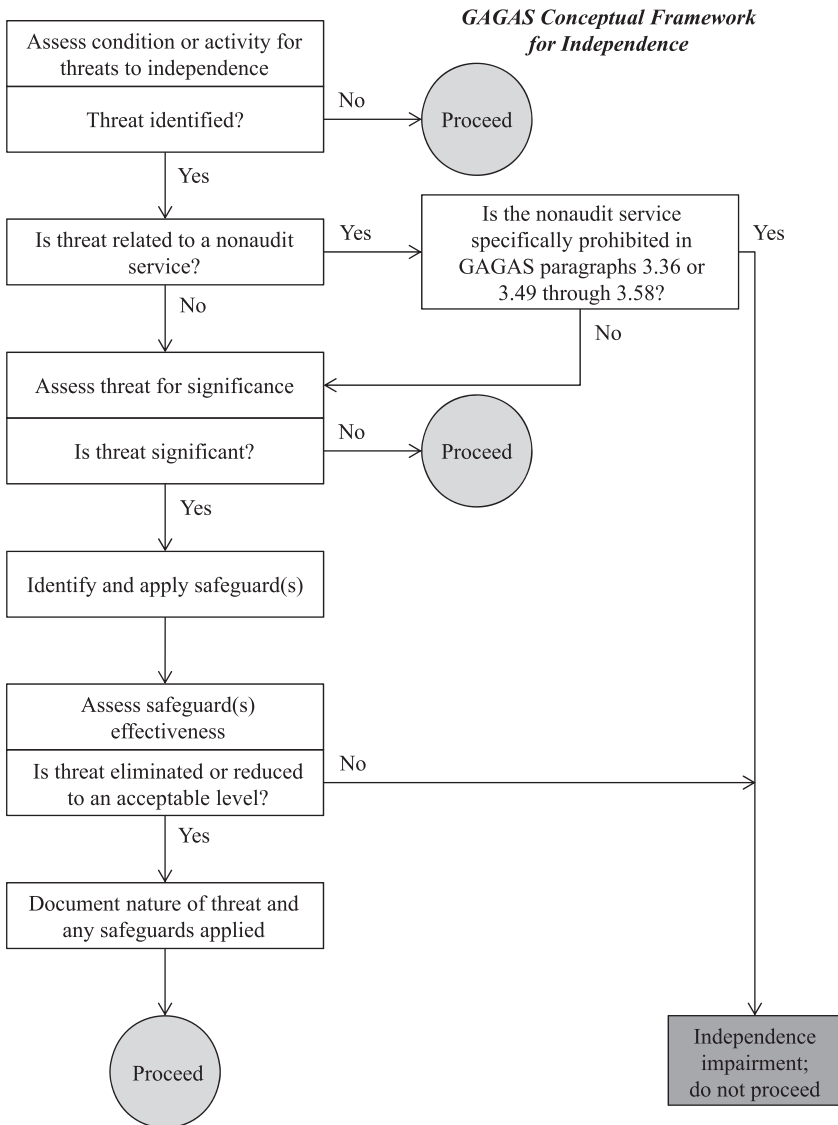 GAGAS Conceptual Framework
for Independence
Assess condition or activity for
threats to independence
Threat identified?
No
Proceed
Yes
Is threat related to a nonaudit
service?
Yes
Is the nonaudit service
specifically prohibited in
GAGAS paragraphs 3.36 or
3.49 through 3.58?
Yes
No
No
Assess threat for significance
Is threat significant?
No
Proceed
Yes
Identify and apply safeguard(s)
Assess safeguard(s)
effectiveness
Is threat eliminated or reduced
to an acceptable level?
No
Yes
Document nature of threat and
any safeguards applied
Proceed
Independence
impairment;
do not proceed